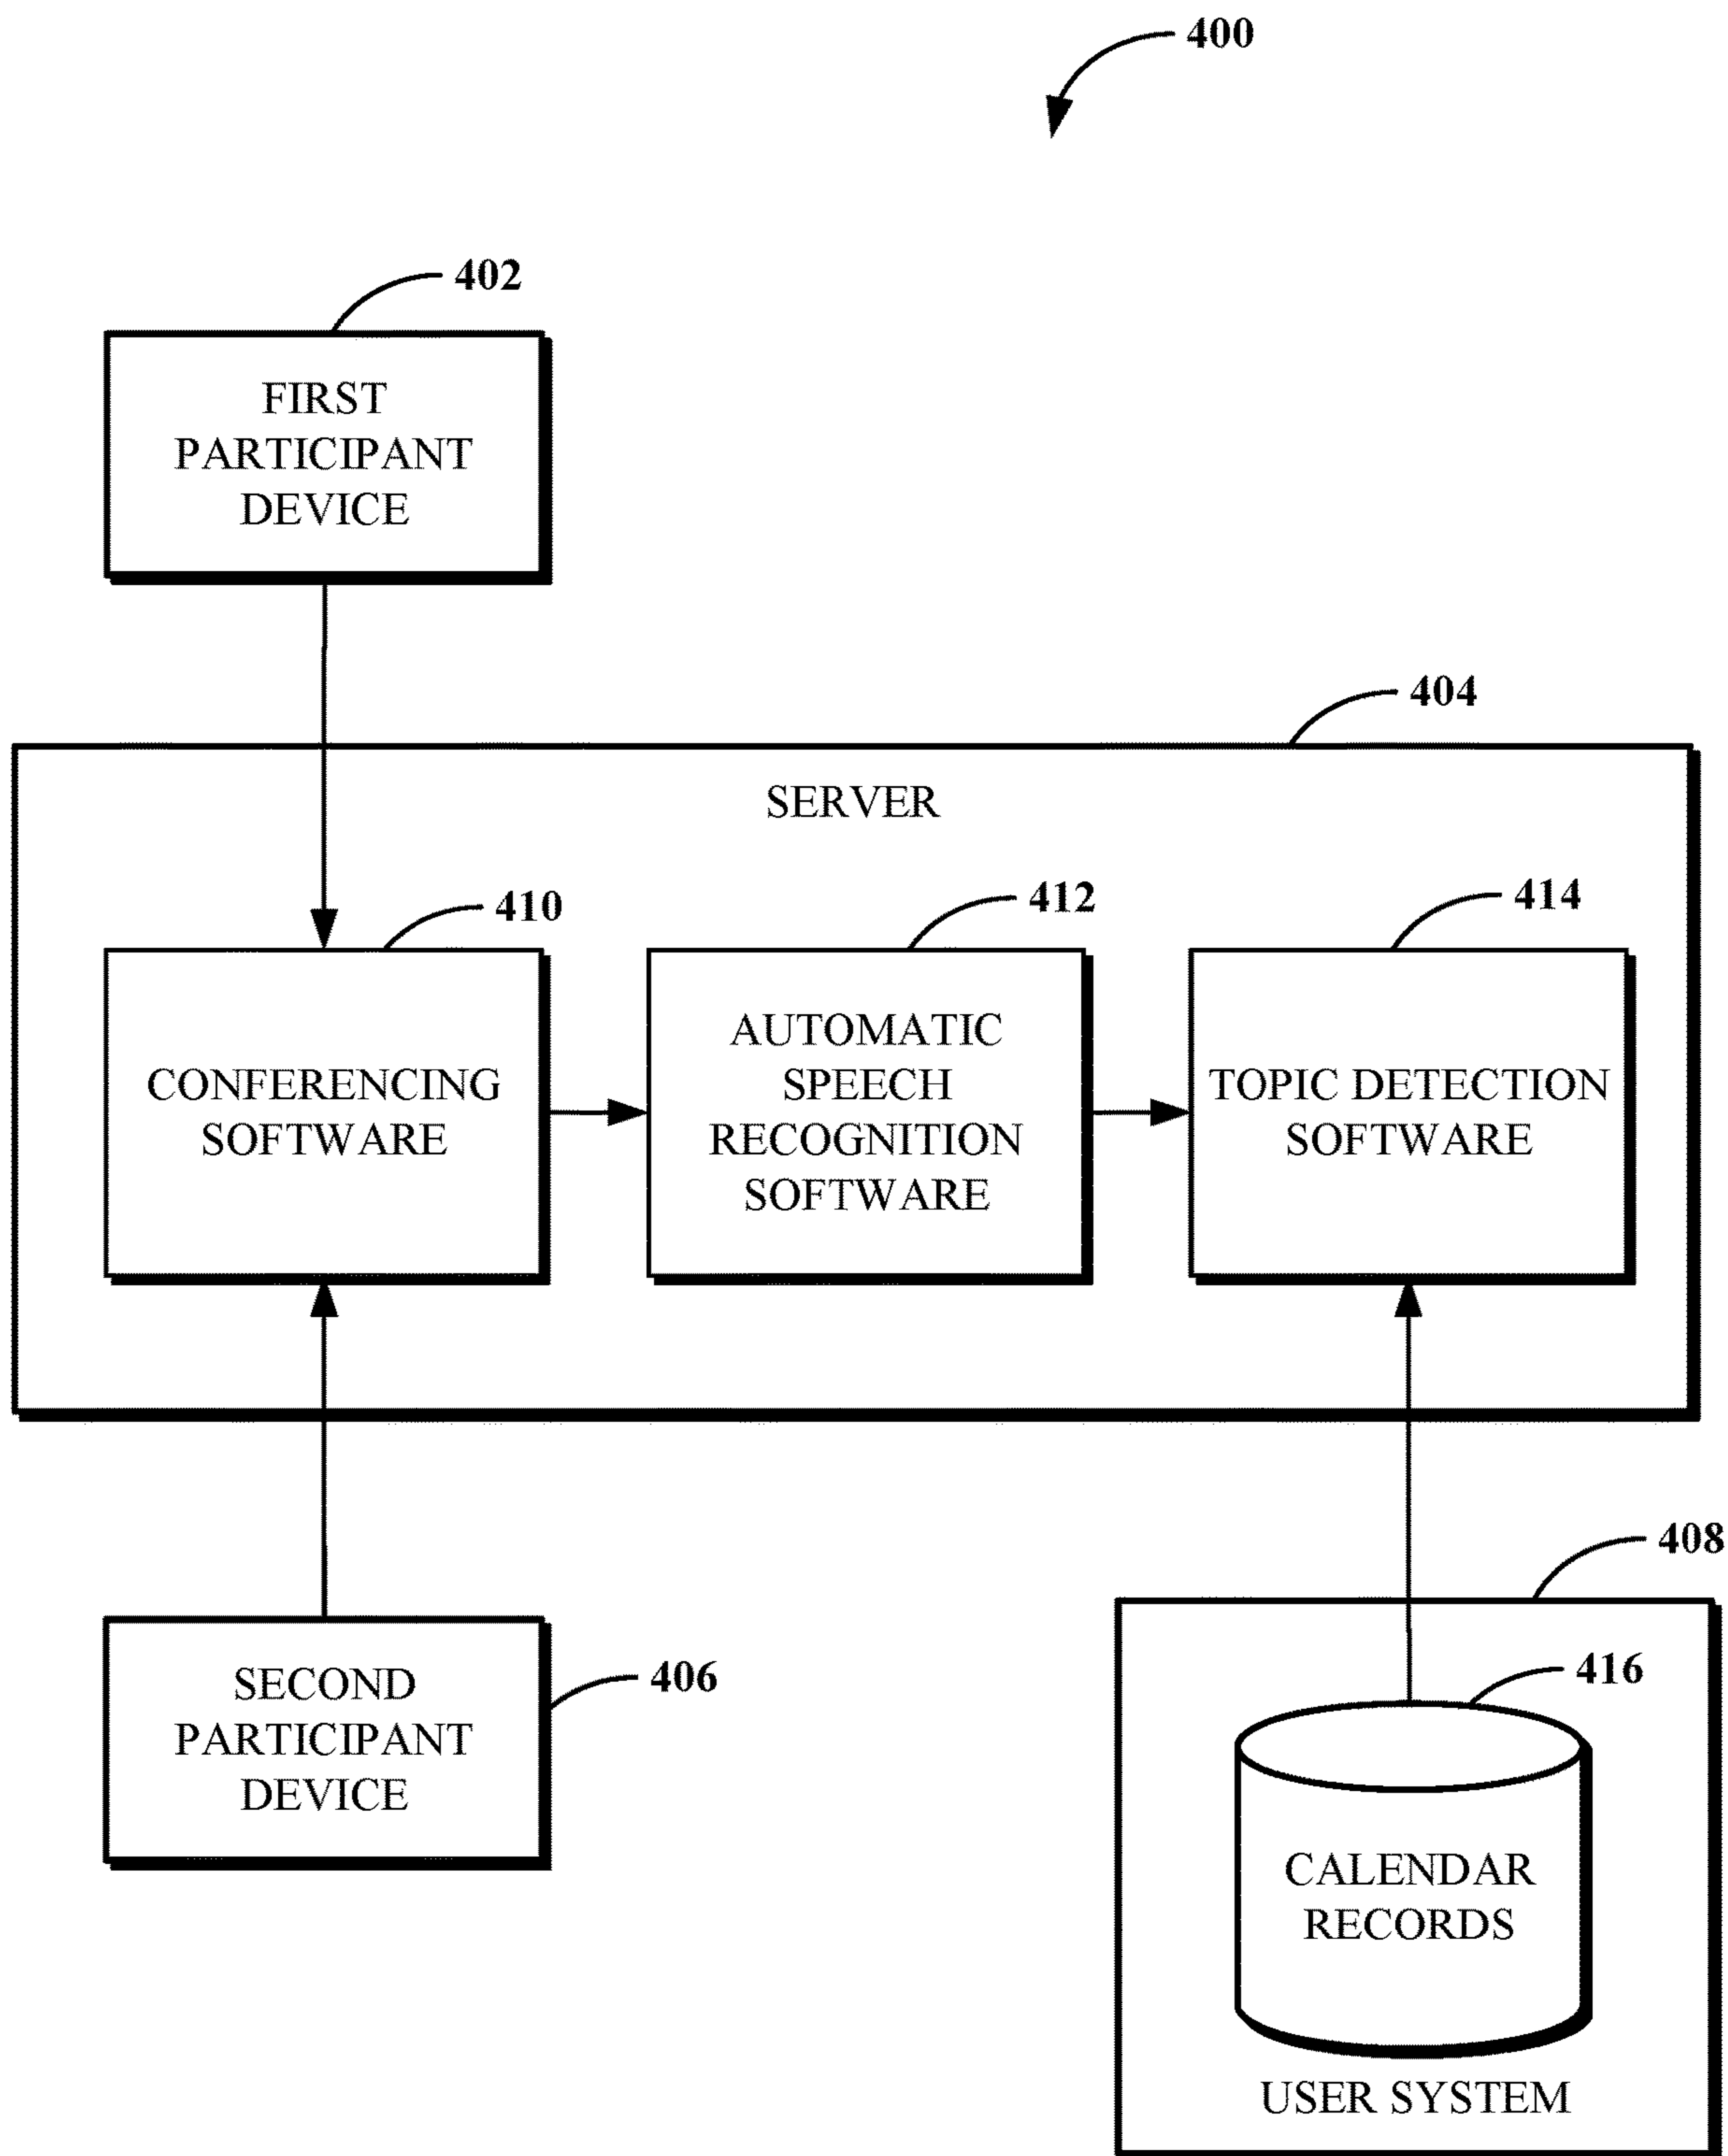 400
402
FIRST
PARTICIPANT
DEVICE
404
SERVER
410
412
414
CONFERENCING
SOFTWARE
AUTOMATIC
SPEECH
RECOGNITION
SOFTWARE
TOPIC DETECTION
SOFTWARE
408
406
SECOND
PARTICIPANT
DEVICE
416
CALENDAR
RECORDS
USER SYSTEM